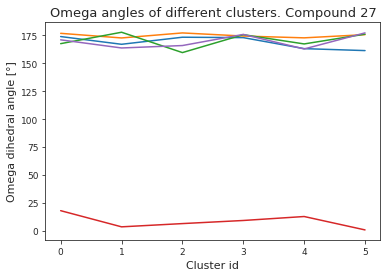 Omega angles of different clusters. Compound 27
Omega dihedral angle [°]
175
150
125
100
75
50
25
0
0 1 2 3 4 5
Cluster id